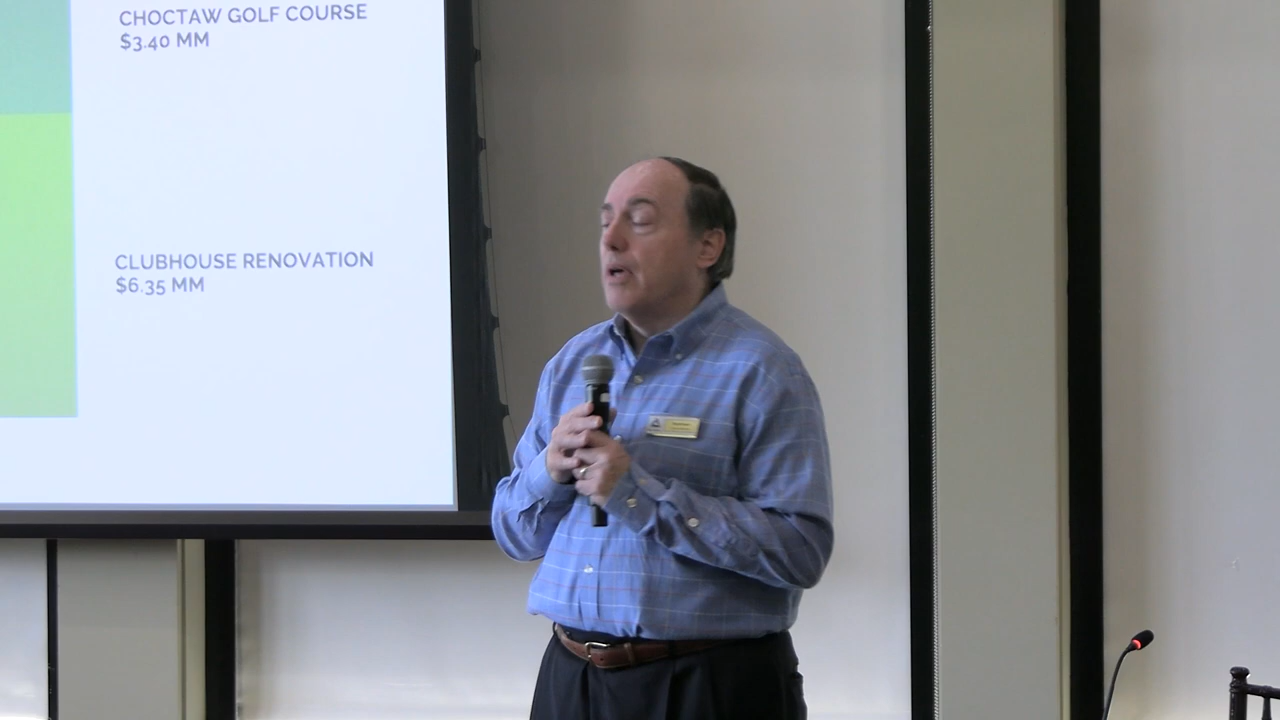 CHOCTAW GOLF COURSE
$3.40 MM
CLUBHOUSE RENOVATION
$6.35 MM